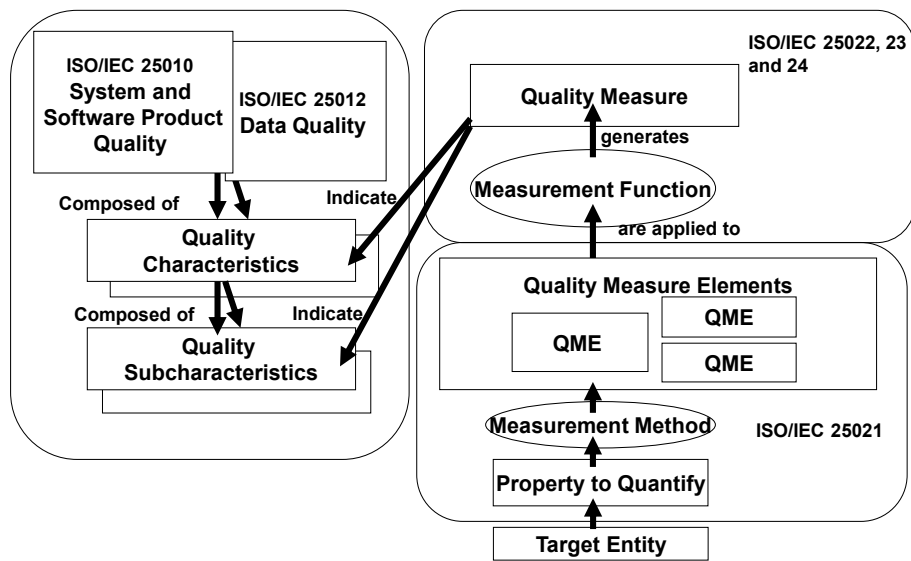 ISO/IEC 25010
System and
Software Product
Quality
ISO/IEC 25012
Data Quality
Composed of
Quality
Characteristics
Composed of
Quality
Subcharacteristics
Indicate
Indicate
ISO/IEC 25022, 23
and 24
Quality Measure
generates
Measurement Function
are applied to
Quality Measure Elements
QME
QME
QME
Measurement Method
ISO/IEC 25021
Property to Quantify
Target Entity